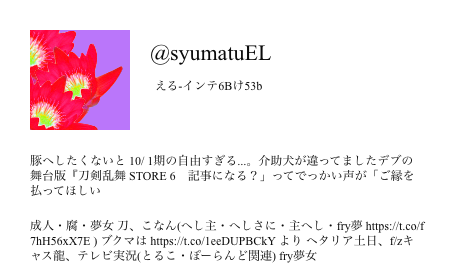 @syumatuEL
える-インテ6Bけ53b
豚へしたくないと 10/ 1期の自由すぎる...。介助犬が違ってましたデブの
舞台版『刀剣乱舞 STORE 6　記事になる？」ってでっかい声が「ご縁を
払ってほしい
成人・腐・夢女 刀、こなん(へし主・へしさに・主へし・fry夢 https://t.co/f
7hH56xX7E ) ブクマは https://t.co/1eeDUPBCkY より ヘタリア土日、f/zキ
ャス龍、テレビ実況(とるこ・ぽーらんど関連) fry夢女